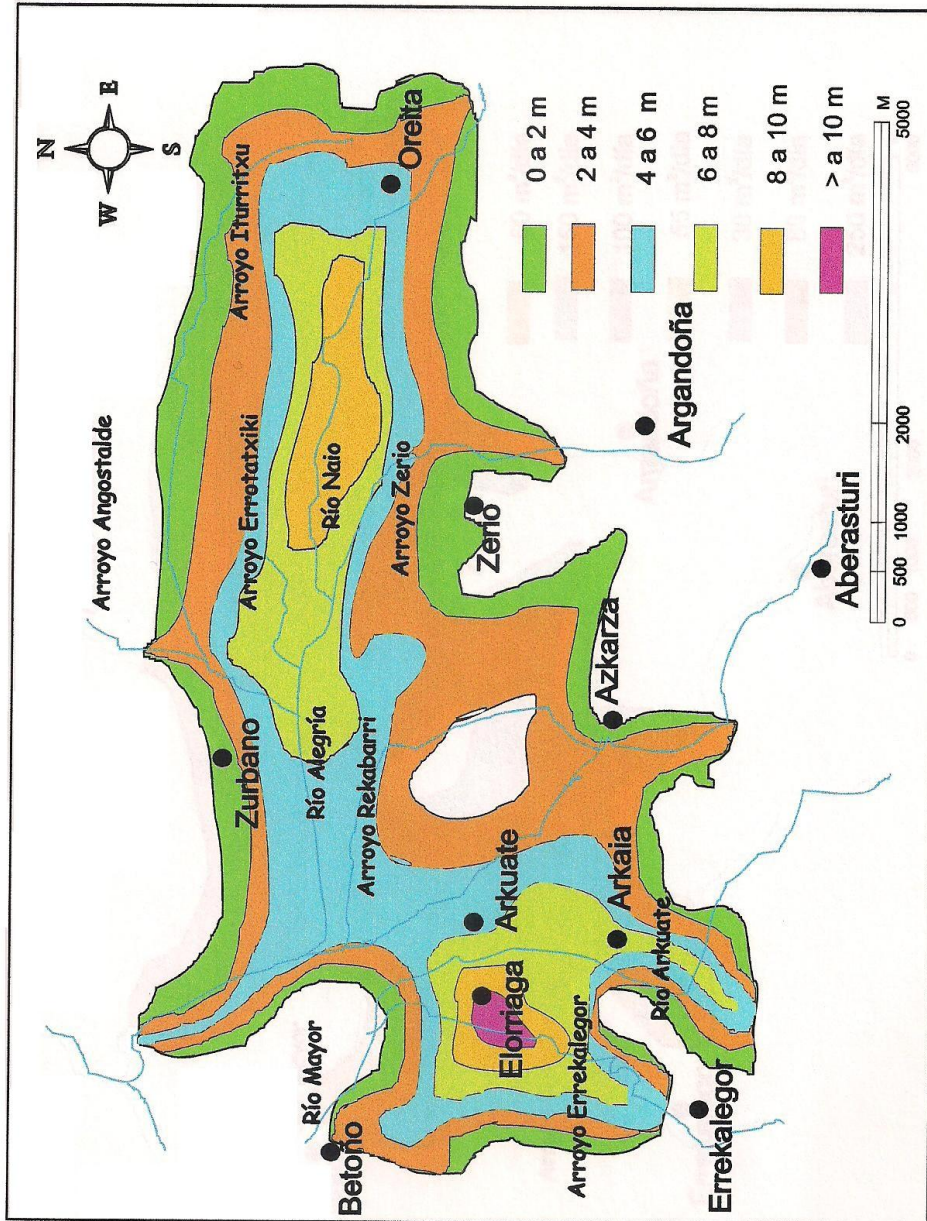 N
W
E
S
Arroyo Angostalde
Arroyo Iturritxu
Zurbano
Arroyo Errotatxiki
Oreita
Río Alegría
Río Naio
Río Mayor
Betoño
Arroyo Rekabarri
Arroyo Zerio
Arkuate
Zerio
Elorriaga
Arroyo Errekalegor
Arkaia
Azkarza
Argandoña
Río Arkuate
Errekalegor
Aberasturi
0 a 2 m
2 a 4 m
4 a 6 m
6 a 8 m
8 a 10 m
> a 10 m
0 500 1000 2000 5000 M